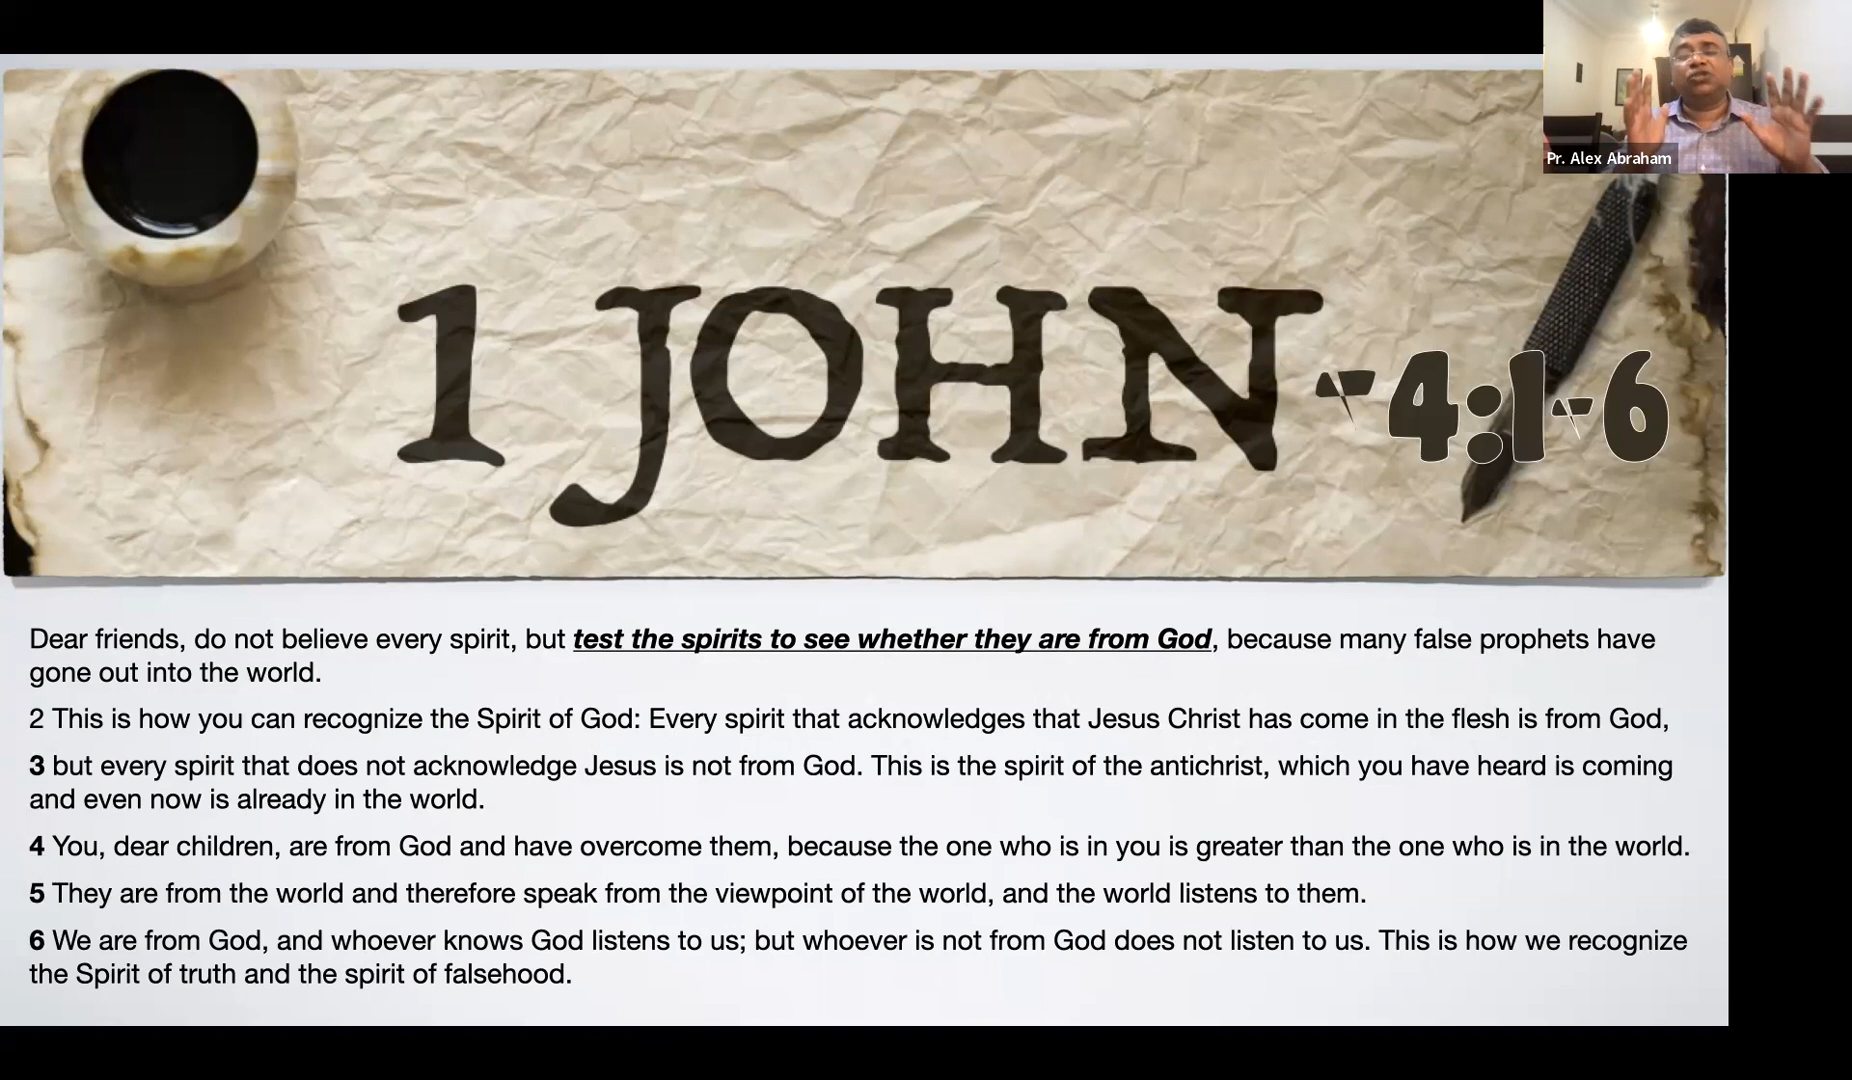 Pr. Alex Abraham
1 JOHN - 4:1-6
Dear friends, do not believe every spirit, but test the spirits to see whether they are from God, because many false prophets have
gone out into the world.
2 This is how you can recognize the Spirit of God: Every spirit that acknowledges that Jesus Christ has come in the flesh is from God,
3 but every spirit that does not acknowledge Jesus is not from God. This is the spirit of the antichrist, which you have heard is coming
and even now is already in the world.
4 You, dear children, are from God and have overcome them, because the one who is in you is greater than the one who is in the world.
5 They are from the world and therefore speak from the viewpoint of the world, and the world listens to them.
6 We are from God, and whoever knows God listens to us; but whoever is not from God does not listen to us. This is how we recognize
the Spirit of truth and the spirit of falsehood.